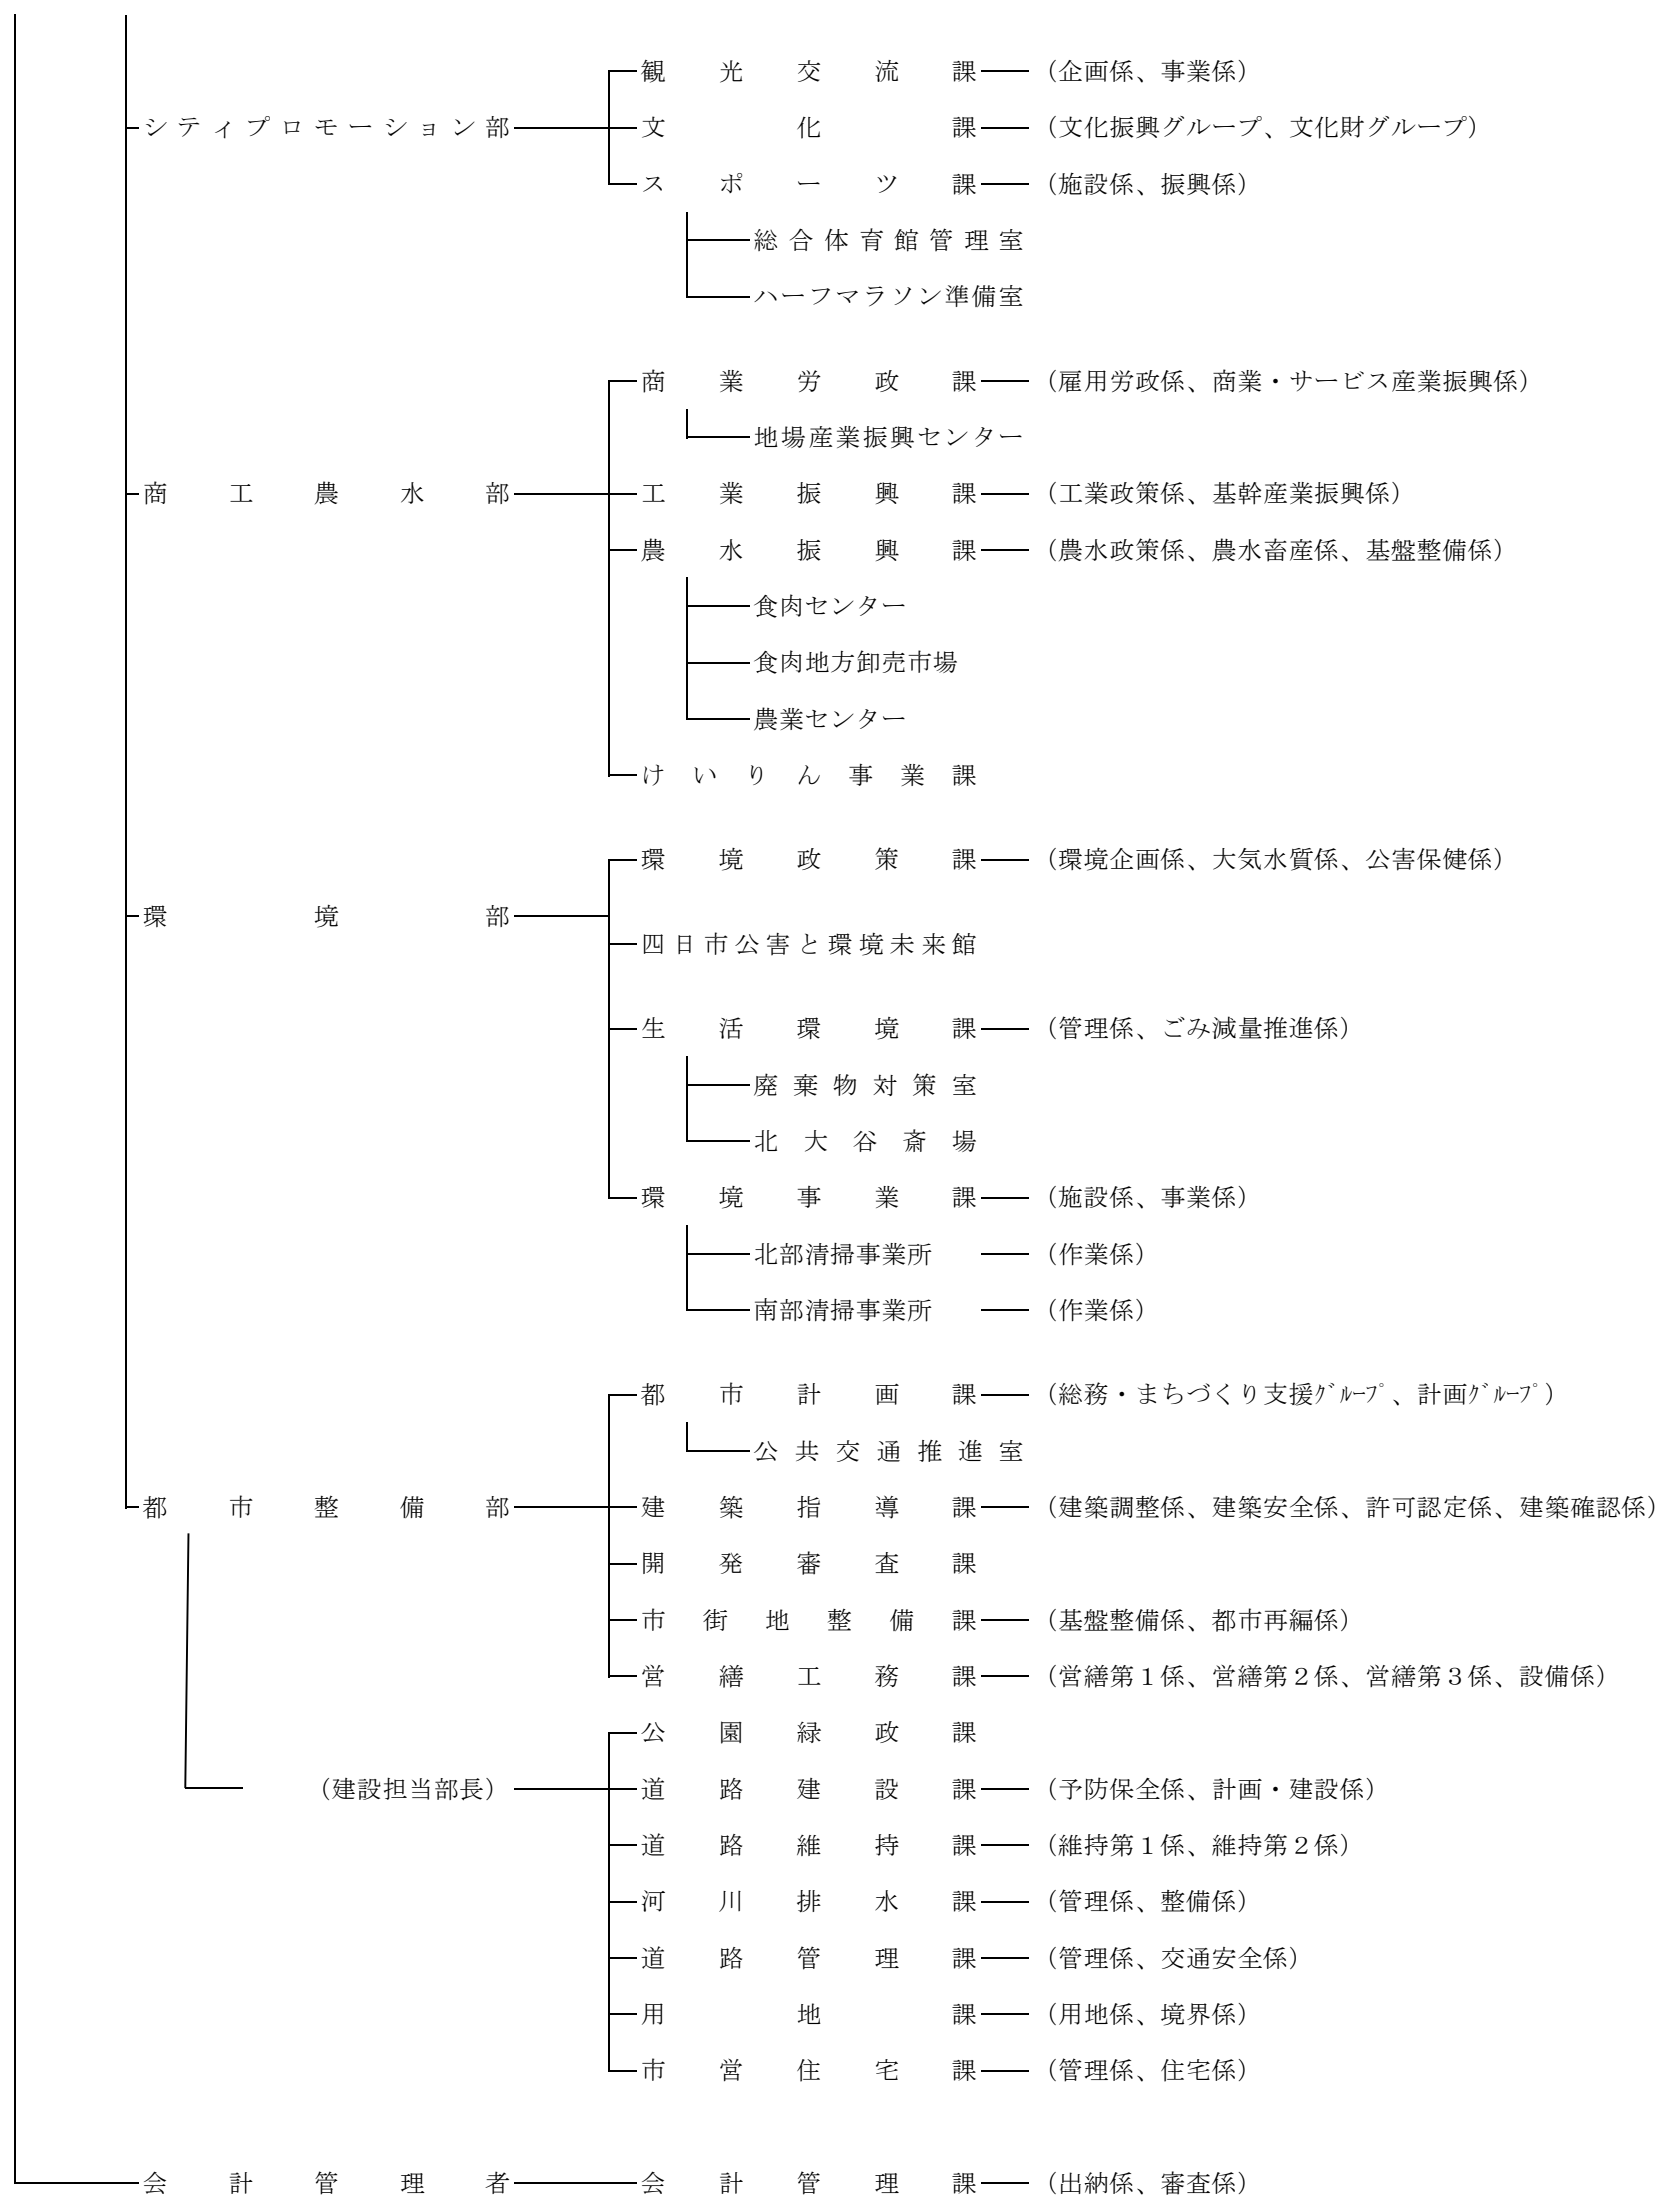 観光交流課 （企画係、事業係）
シティプロモーション部 文化課 （文化振興グループ、文化財グループ）
スポーツ課 （施設係、振興係）
総合体育館管理室
ハーフマラソン準備室
商業労政課 （雇用労政係、商業・サービス産業振興係）
地場産業振興センター
商工農水部 工業振興課 （工業政策係、基幹産業振興係）
農水振興課 （農水政策係、農水畜産係、基盤整備係）
食肉センター
食肉地方卸売市場
農業センター
けいりん事業課
環境政策課 （環境企画係、大気水質係、公害保健係）
環境部
四日市公害と環境未来館
生活環境課 （管理係、ごみ減量推進係）
廃棄物対策室
北大谷斎場
環境事業課 （施設係、事業係）
北部清掃事業所 （作業係）
南部清掃事業所 （作業係）
都市計画課 （総務・まちづくり支援ｸﾞﾙｰﾌﾟ、計画ｸﾞﾙｰﾌﾟ）
公共交通推進室
都市整備部 建築指導課 （建築調整係、建築安全係、許可認定係、建築確認係）
開発審査課
市街地整備課 （基盤整備係、都市再編係）
営繕工務課 （営繕第１係、営繕第２係、営繕第３係、設備係）
公園緑政課
（建設担当部長） 道路建設課 （予防保全係、計画・建設係）
道路維持課 （維持第１係、維持第２係）
河川排水課 （管理係、整備係）
道路管理課 （管理係、交通安全係）
用地課 （用地係、境界係）
市営住宅課 （管理係、住宅係）
会計管理者 会計管理課 （出納係、審査係）